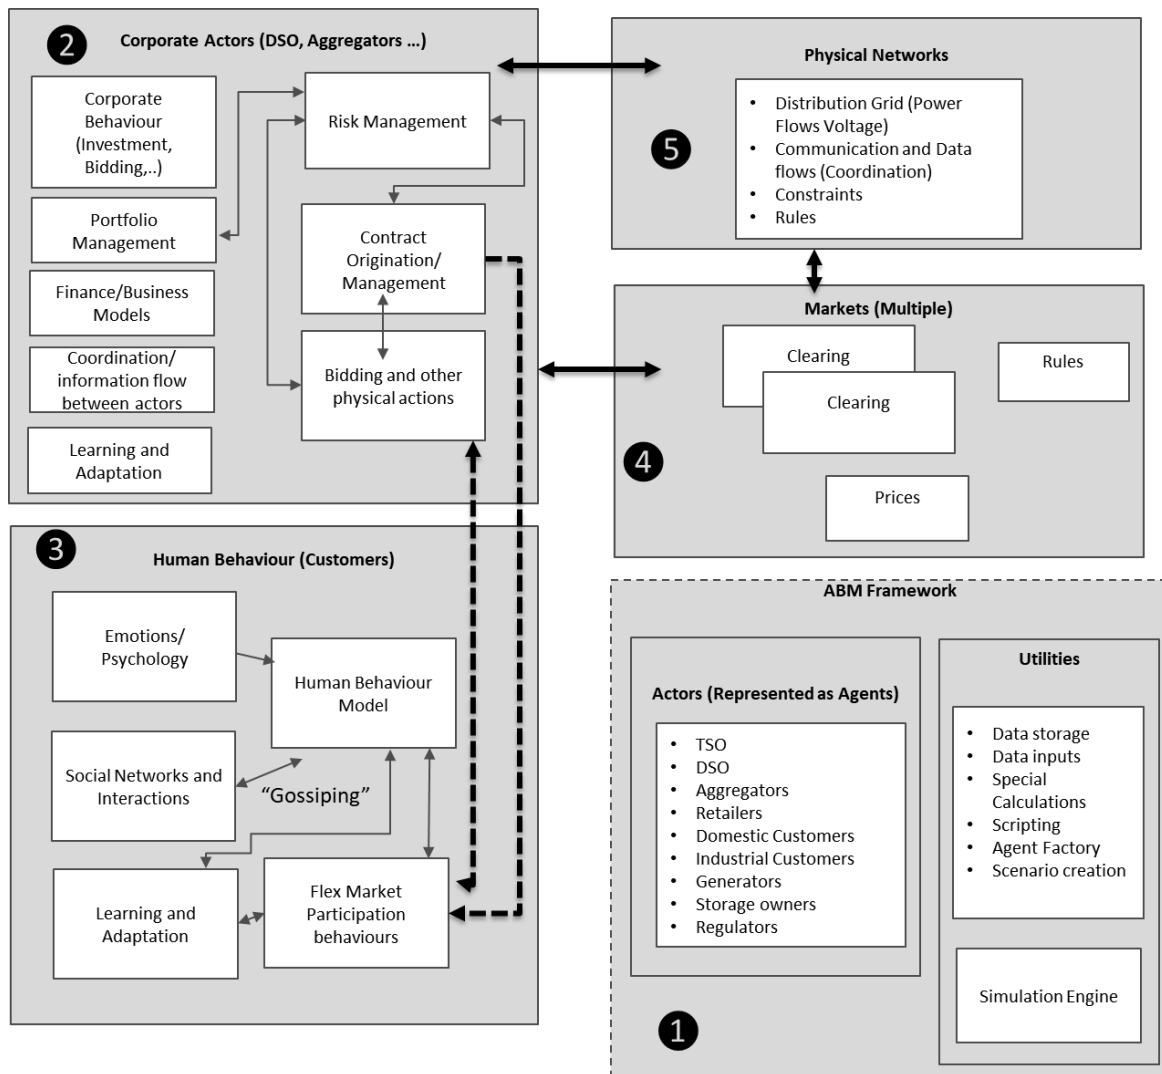 2
Corporate Actors (DSO, Aggregators ...)
Corporate
Behaviour
(Investment,
Bidding,..)
Risk Management
Portfolio
Management
Contract
Origination/
Management
Finance/Business
Models
Coordination/
information flow
between actors
Bidding and other
physical actions
Learning and
Adaptation
Physical Networks
5
• Distribution Grid (Power
Flows Voltage)
• Communication and Data
flows (Coordination)
• Constraints
• Rules
Markets (Multiple)
Clearing
Clearing
Rules
4
Prices
3
Human Behaviour (Customers)
Emotions/
Psychology
Human Behaviour
Model
Social Networks and
Interactions
“Gossiping”
Learning and
Adaptation
Flex Market
Participation
behaviours
ABM Framework
Actors (Represented as Agents)
• TSO
• DSO
• Aggregators
• Retailers
• Domestic Customers
• Industrial Customers
• Generators
• Storage owners
• Regulators
Utilities
• Data storage
• Data inputs
• Special
Calculations
• Scripting
• Agent Factory
• Scenario creation
Simulation Engine
1